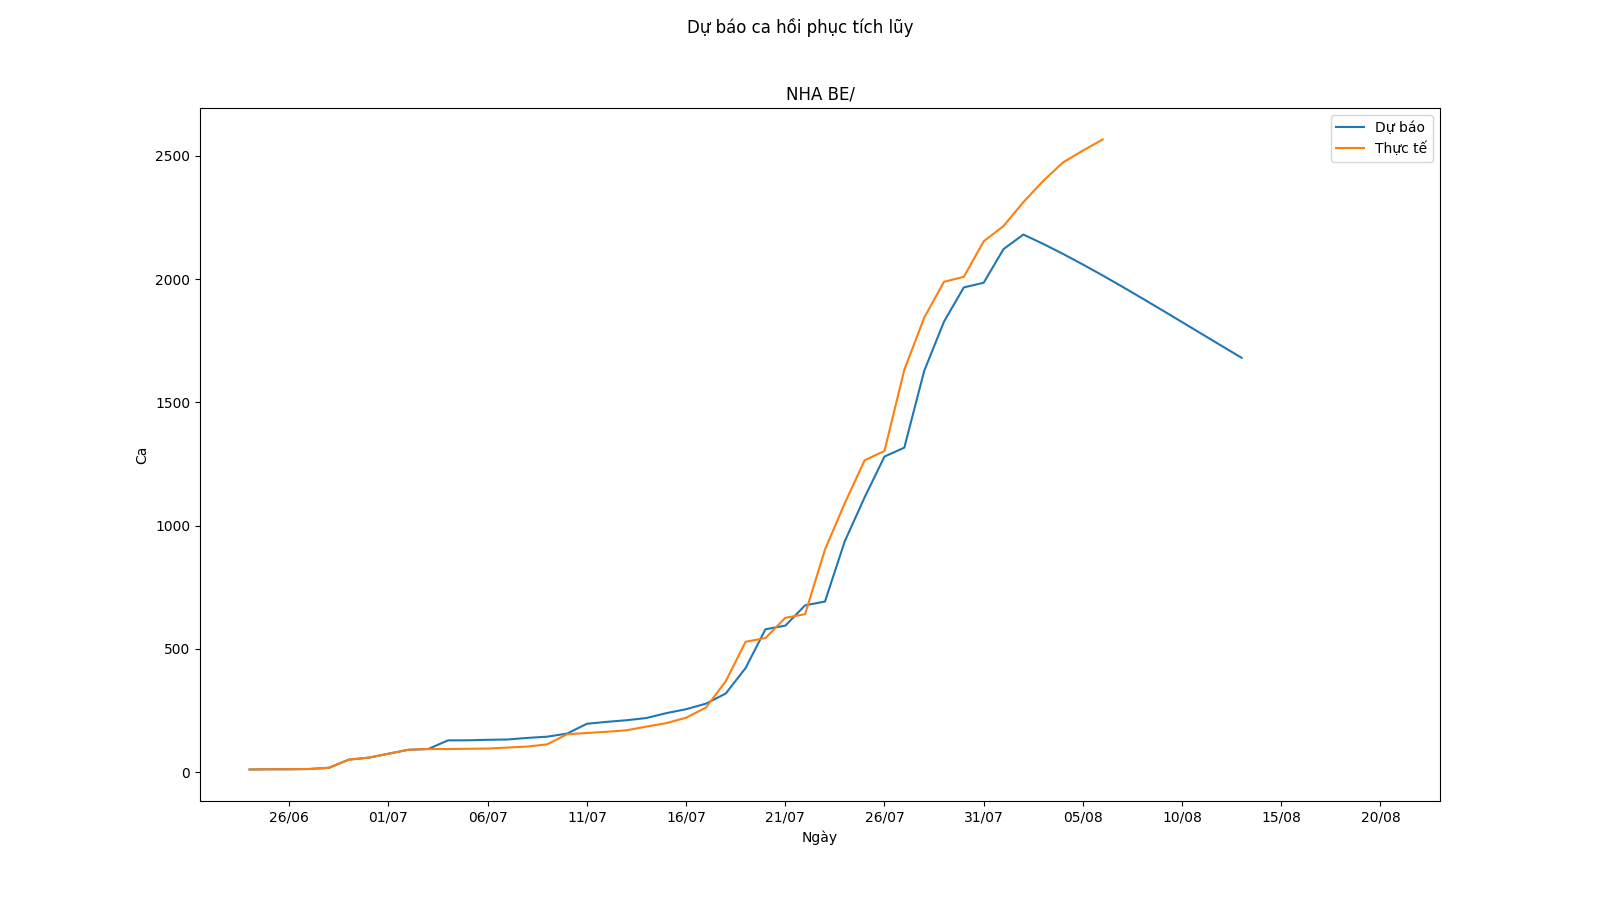 Dự báo ca hồi phục tích lũy
NHA BE/
Dự báo
Thực tế
2500
2000
1500
1000
500
0
Ca
26/06 01/07 06/07 11/07 16/07 21/07 26/07 31/07 05/08 10/08 15/08 20/08
Ngày